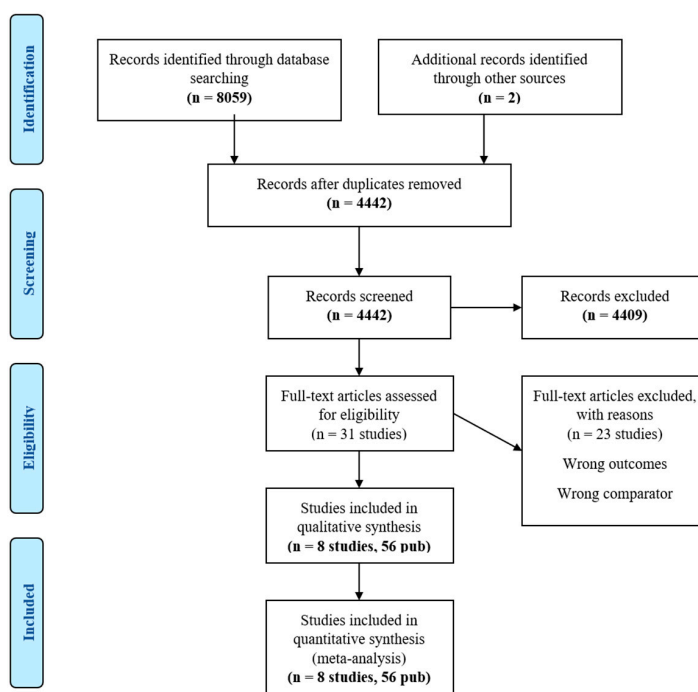 Identification
Records identified through database
searching
(n = 8059)
Additional records identified
through other sources
(n = 2)
Records after duplicates removed
(n = 4442)
Screening
Records screened
(n = 4442)
Records excluded
(n = 4409)
Eligibility
Full-text articles assessed
for eligibility
(n = 31 studies)
Full-text articles excluded,
with reasons
(n = 23 studies)
Wrong outcomes
Wrong comparator
Studies included in
qualitative synthesis
(n = 8 studies, 56 pub)
Included
Studies included in
quantitative synthesis
(meta-analysis)
(n = 8 studies, 56 pub)